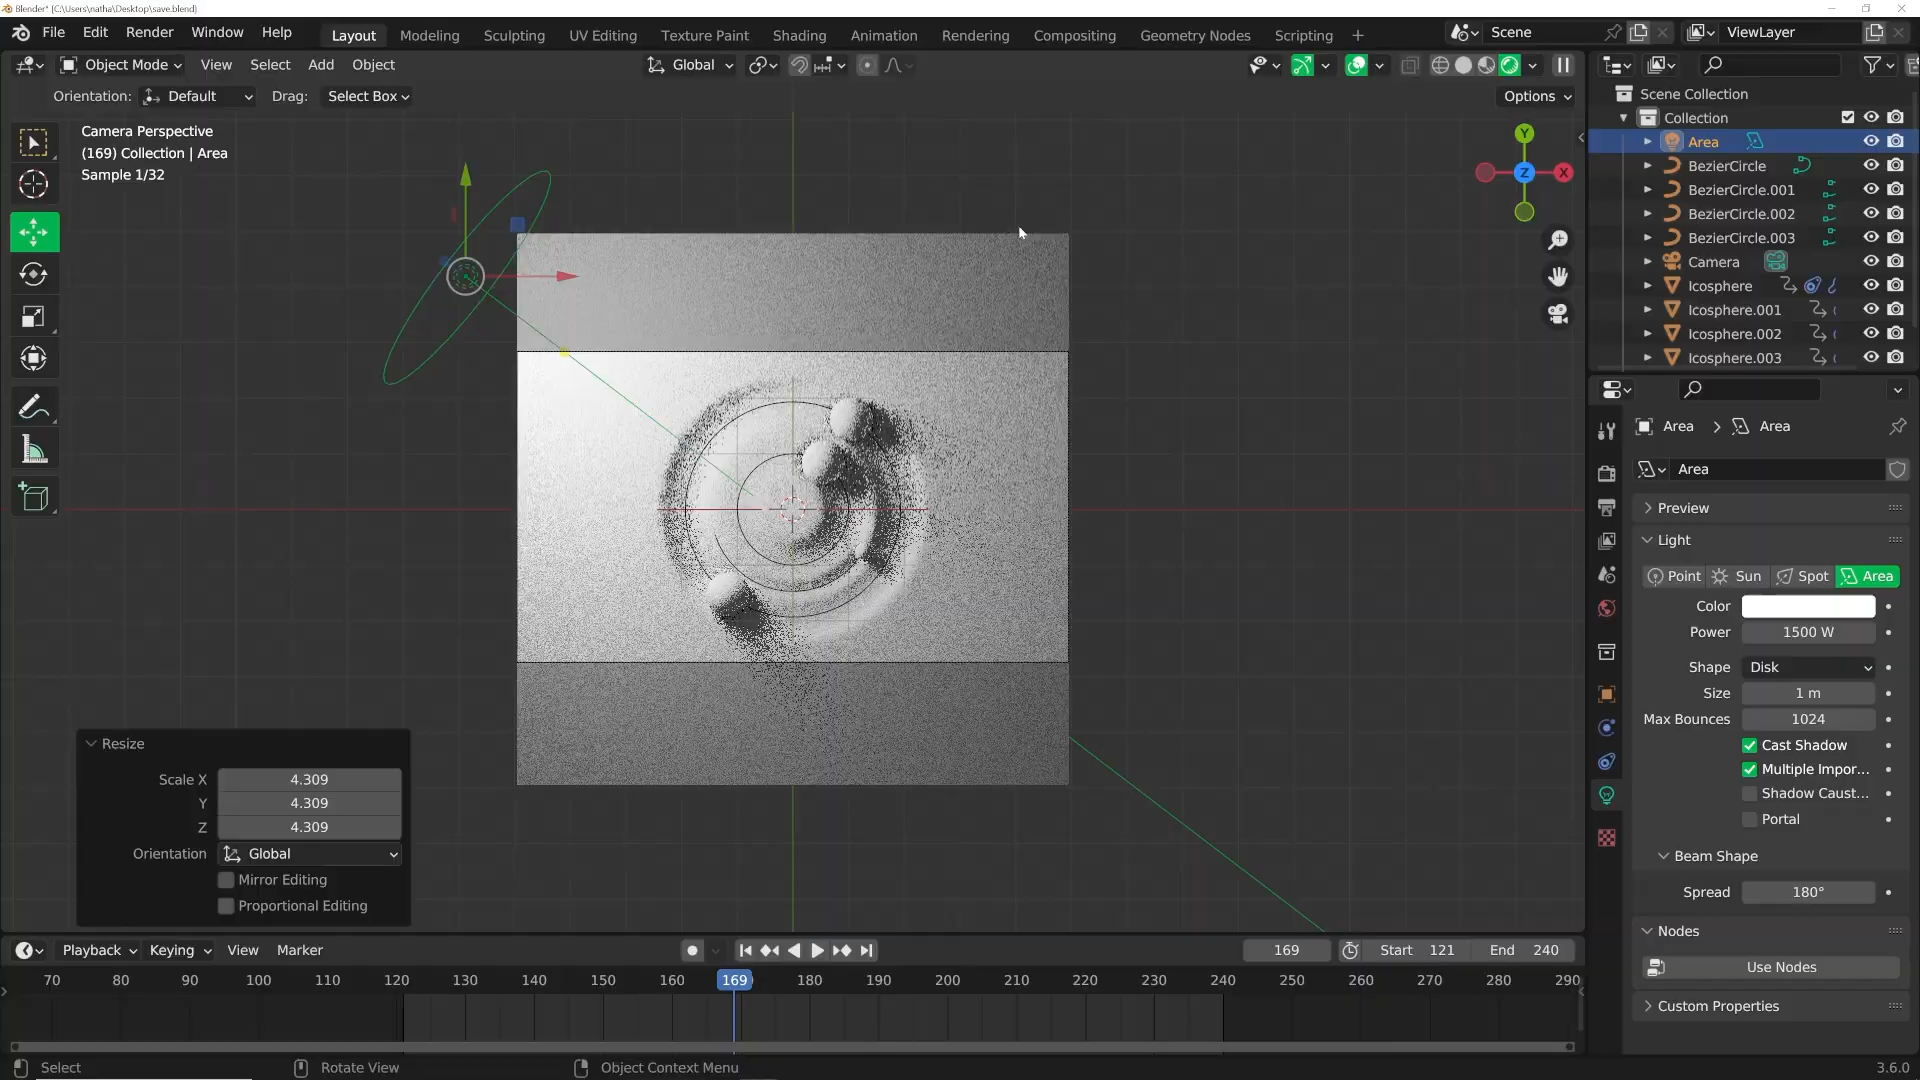 Blender* [C:\Users\natha\Desktop\save.blend]
File Edit Render Window Help Layout Modeling Sculpting UV Editing Texture Paint Shading Animation Rendering Compositing Geometry Nodes Scripting + Scene ViewLayer
Object Mode View Select Add Object Global
Orientation: Default Drag: Select Box Options
Camera Perspective
(169) Collection | Area
Sample 1/32
Y
Z
X
Scene Collection
Collection
Area
BezierCircle
BezierCircle.001
BezierCircle.002
BezierCircle.003
Camera
Icosphere
Icosphere.001
Icosphere.002
Icosphere.003
Area > Area
Area
Preview
Light
Point Sun Spot Area
Color
Power 1500 W
Shape Disk
Size 1 m
Max Bounces 1024
Cast Shadow
Multiple Impor...
Shadow Caust...
Portal
Beam Shape
Spread 180°
Nodes
Use Nodes
Custom Properties
Resize
Scale X 4.309
Y 4.309
Z 4.309
Orientation Global
Mirror Editing
Proportional Editing
Playback Keying View Marker 169 Start 121 End 240
70 80 90 100 110 120 130 140 150 160 169 180 190 200 210 220 230 240 250 260 270 280 290
Select Rotate View Object Context Menu 3.6.0